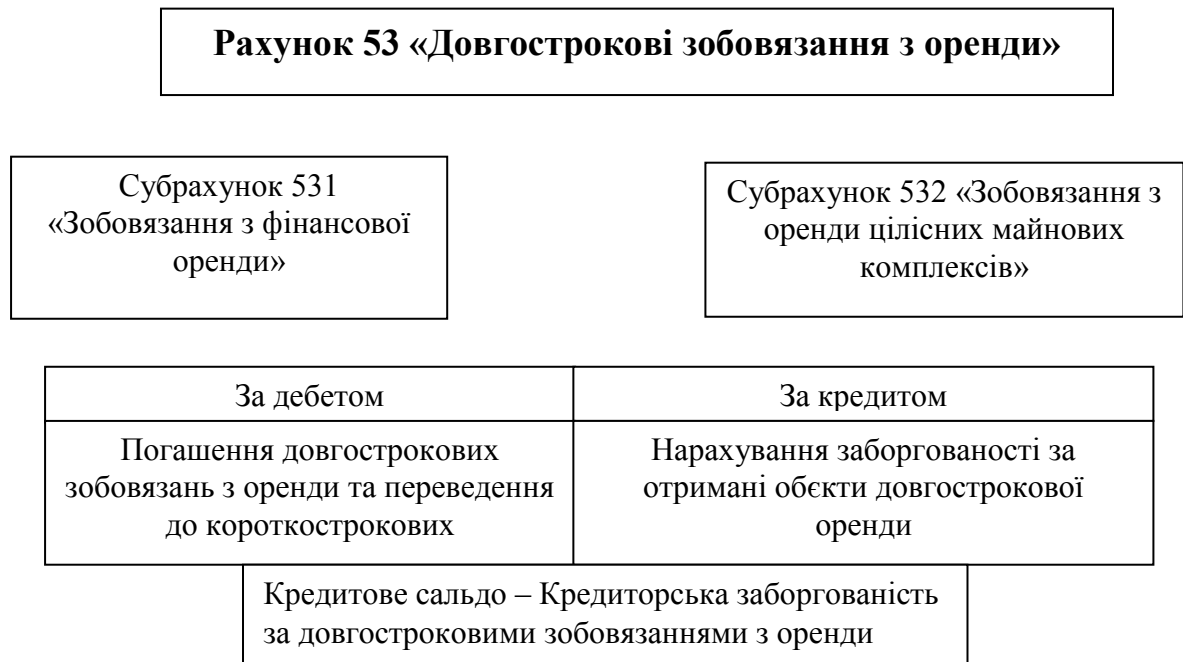 Рахунок 53 «Довгострокові зобовязання з оренди»
Субрахунок 531
«Зобовязання з фінансової
оренди»
Субрахунок 532 «Зобовязання з
оренди цілісних майнових
комплексів»
За дебетом
За кредитом
Погашення довгострокових
зобовязань з оренди та переведення
до короткострокових
Нарахування заборгованості за
отримані обєкти довгострокової
оренди
Кредитове сальдо – Кредиторська заборгованість
за довгостроковими зобовязаннями з оренди